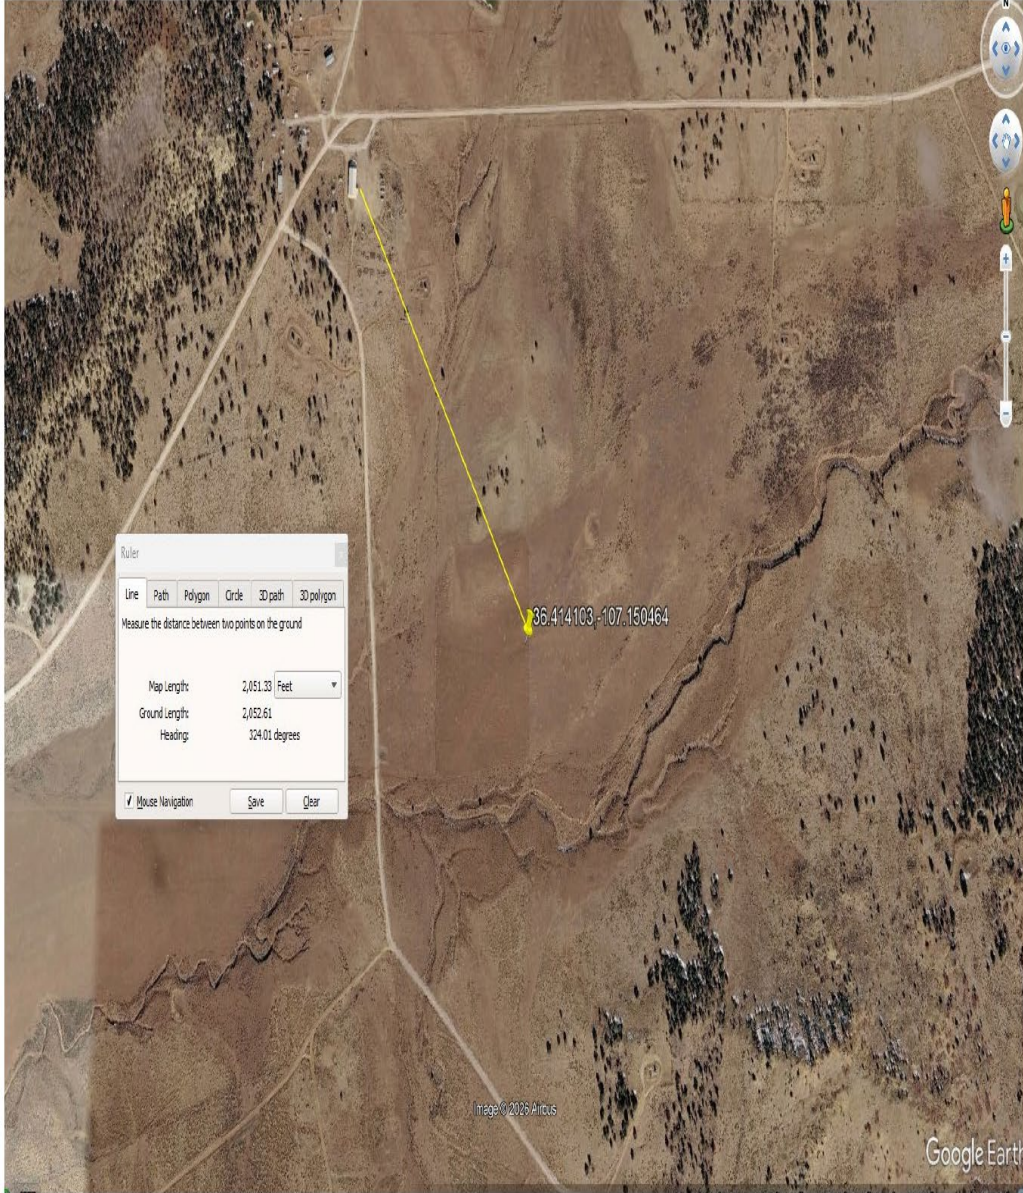 N
36.414103,-107.150464
Ruler
Line Path Polygon Circle 3D path 3D polygon
Measure the distance between two points on the ground
Map Length: 2,051.33 Feet
Ground Length: 2,052.61
Heading: 324.01 degrees
Mouse Navigation Save Clear
Image © 2026 Airbus
Google Earth